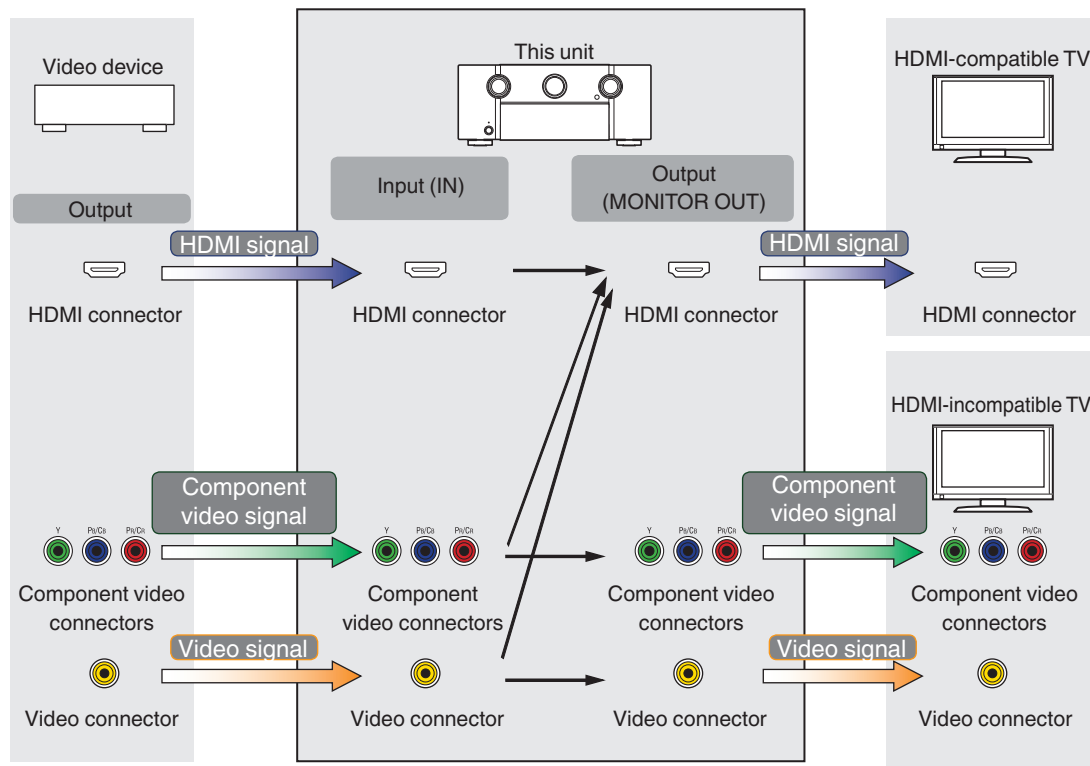 This unit
HDMI-compatible TV
Video device
Input (IN)
Output
(MONITOR OUT)
Output
HDMI signal
HDMI signal
HDMI connector
HDMI connector
HDMI connector
HDMI connector
HDMI-incompatible TV
Component
video signal
Component
video signal
Y PB/CB PR/CR
Y PB/CB PR/CR
Y PB/CB PR/CR
Y PB/CB PR/CR
Component video
connectors
Component
video connectors
Component video
connectors
Component video
connectors
Video signal
Video signal
Video connector
Video connector
Video connector
Video connector